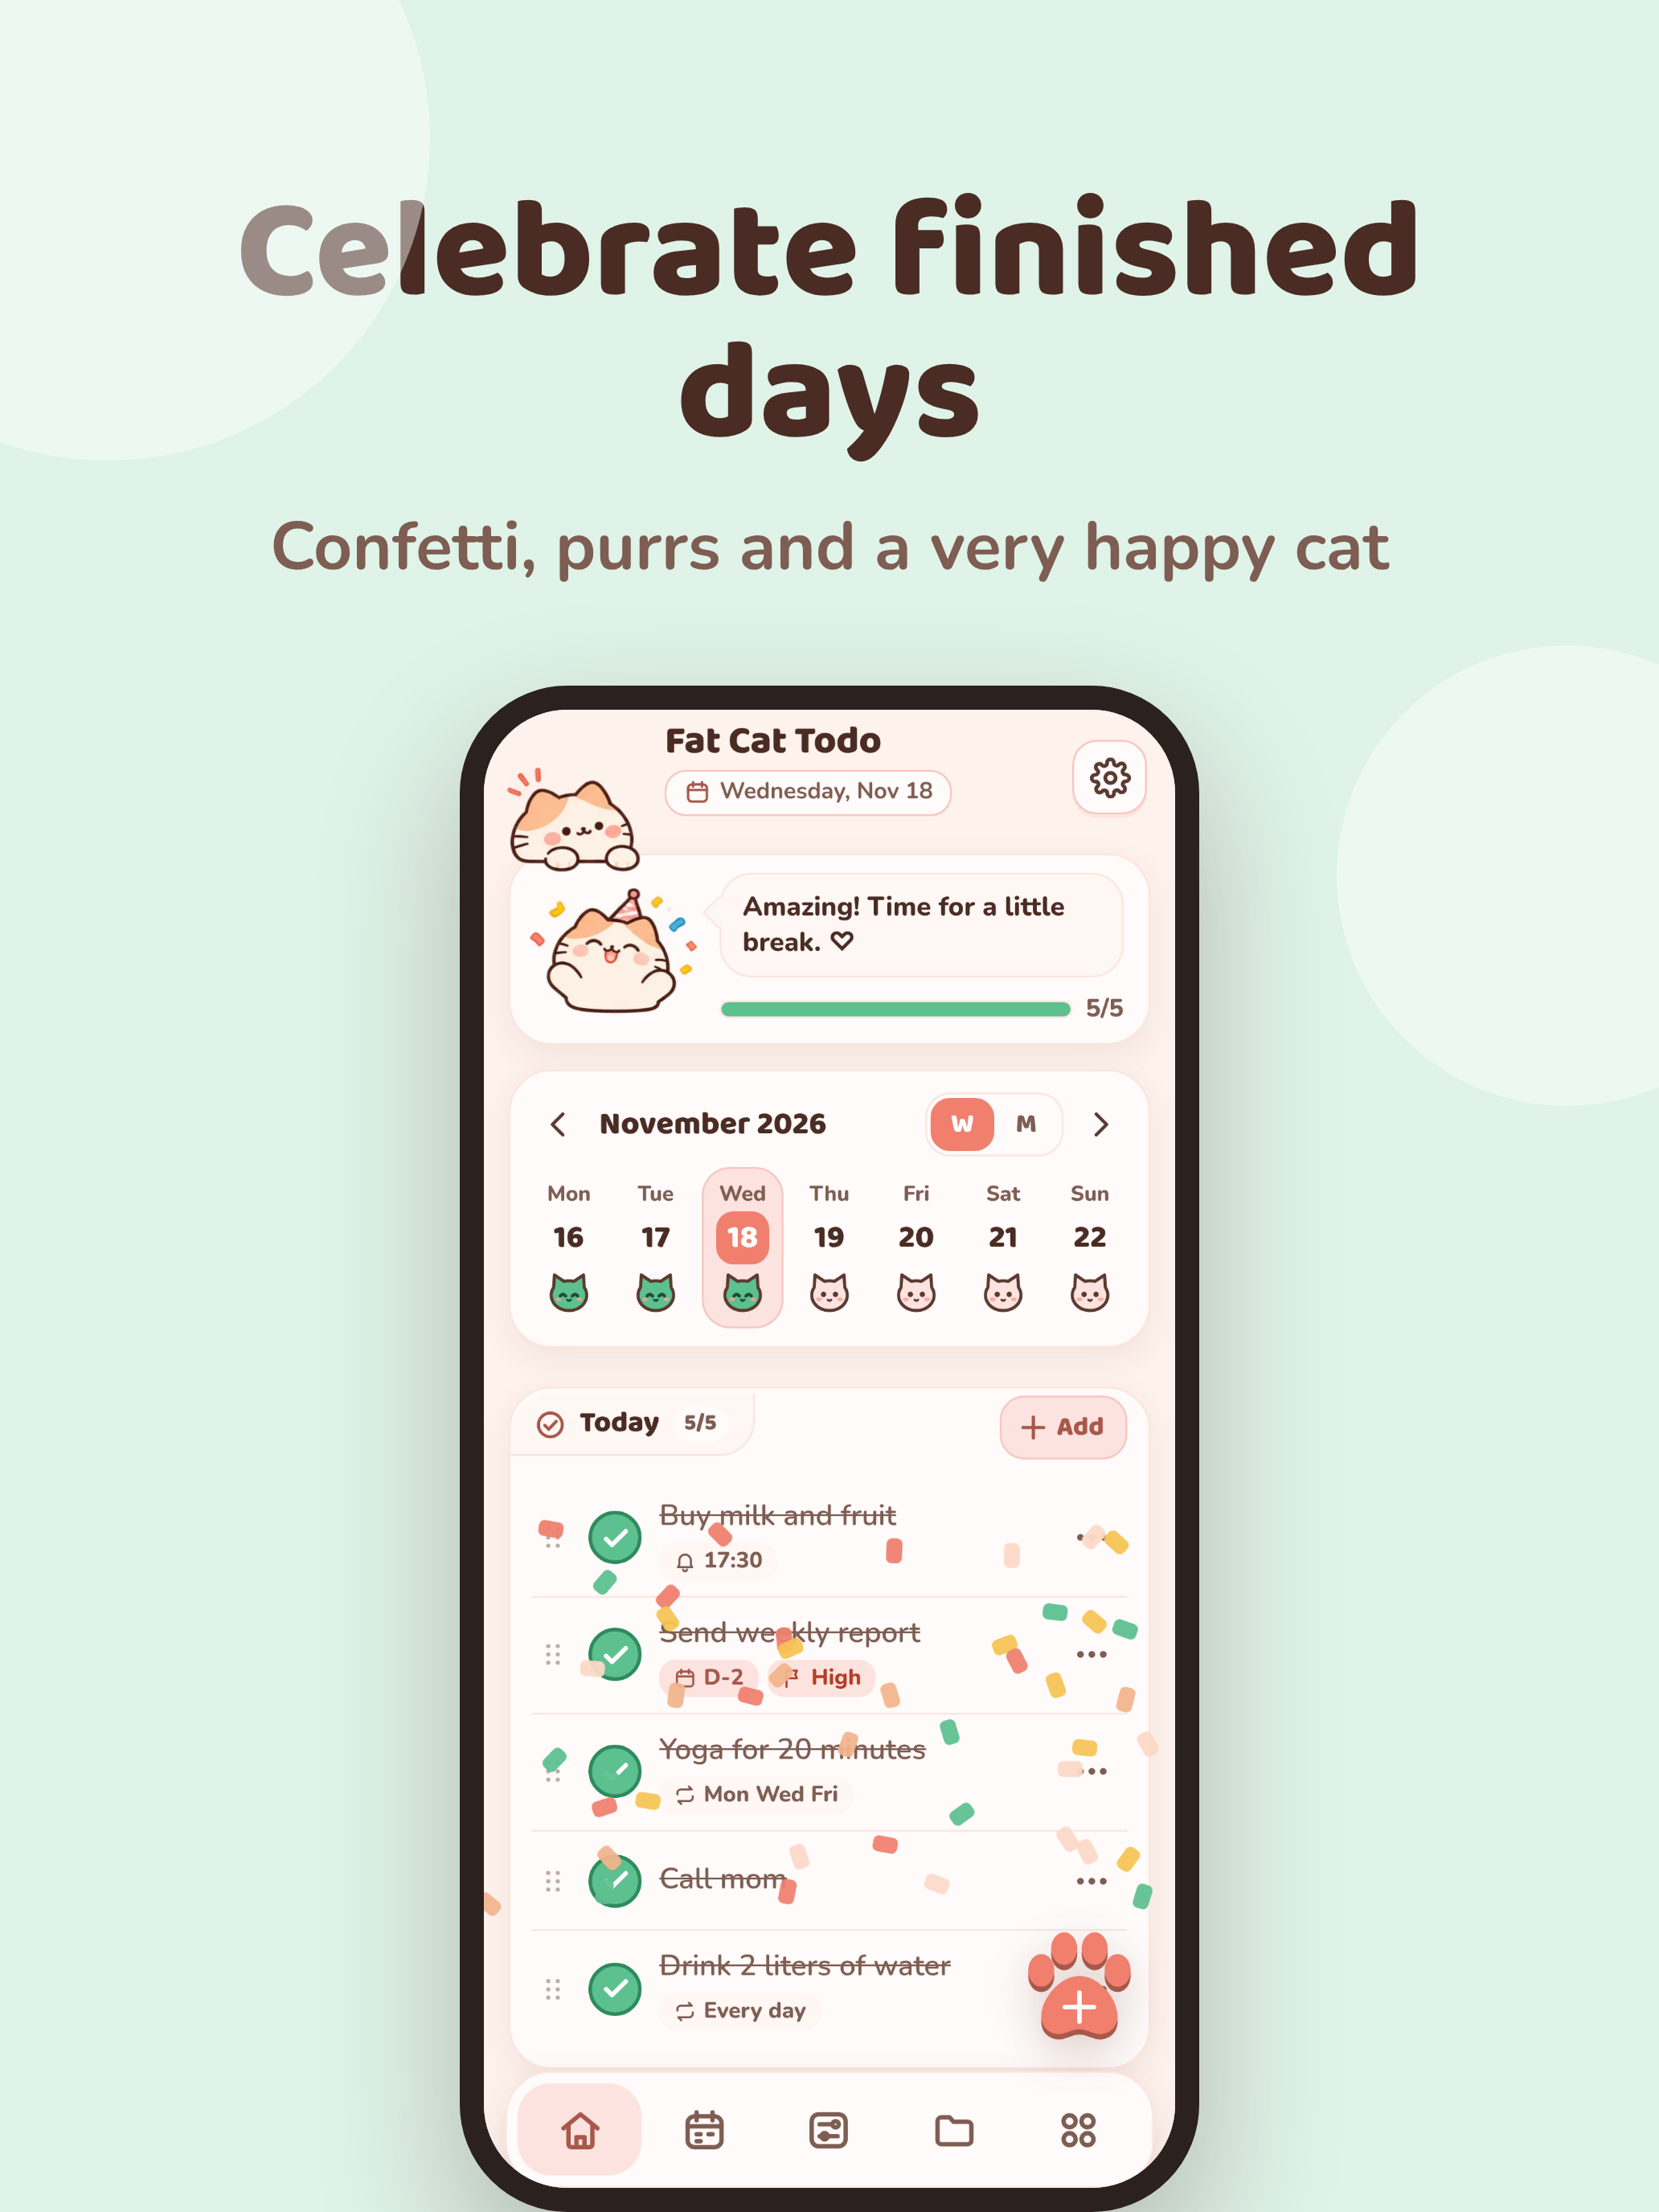 Celebrate finished
days
Confetti, purrs and a very happy cat
Fat Cat Todo
Wednesday, Nov 18
Amazing! Time for a little
break. ♡
5/5
November 2026
W M
Mon Tue Wed Thu Fri Sat Sun
16 17 18 19 20 21 22
Today 5/5
+ Add
Buy milk and fruit
17:30
Send weekly report
D-2 High
Yoga for 20 minutes
Mon Wed Fri
Call mom
Drink 2 liters of water
Every day